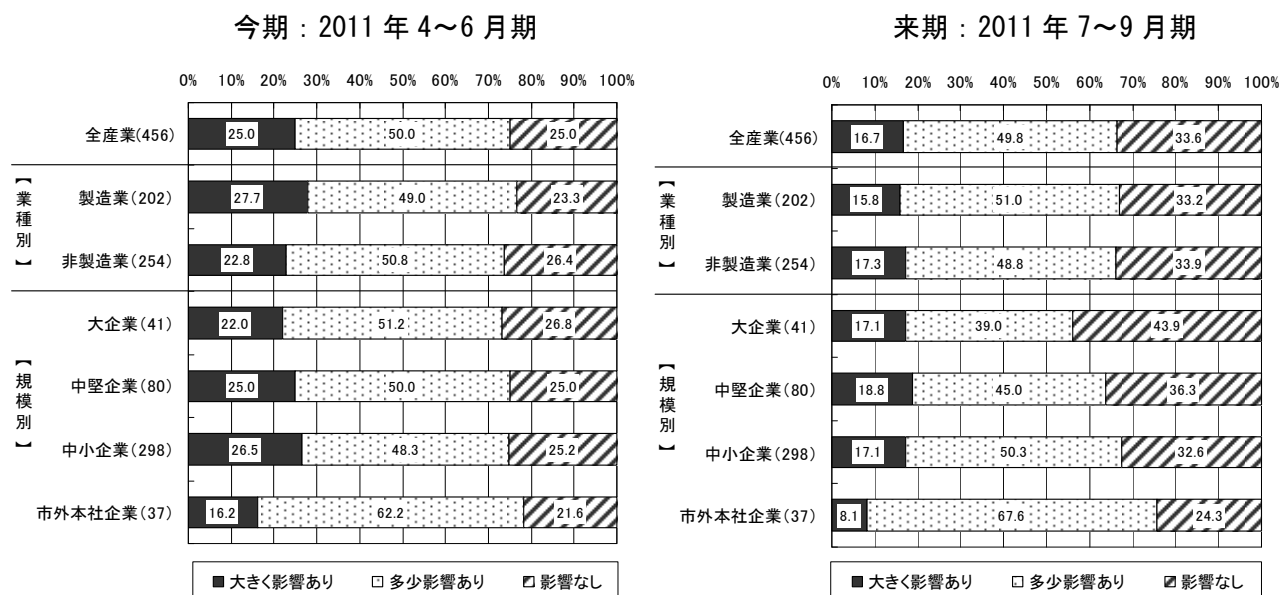 今期：2011 年 4～6 月期
0% 10% 20% 30% 40% 50% 60% 70% 80% 90% 100%
全産業(456) 25.0 50.0 25.0
【業種別】
製造業(202) 27.7 49.0 23.3
非製造業(254) 22.8 50.8 26.4
【規模別】
大企業(41) 22.0 51.2 26.8
中堅企業(80) 25.0 50.0 25.0
中小企業(298) 26.5 48.3 25.2
市外本社企業(37) 16.2 62.2 21.6
大きく影響あり 多少影響あり 影響なし
来期：2011 年 7～9 月期
0% 10% 20% 30% 40% 50% 60% 70% 80% 90% 100%
全産業(456) 16.7 49.8 33.6
【業種別】
製造業(202) 15.8 51.0 33.2
非製造業(254) 17.3 48.8 33.9
【規模別】
大企業(41) 17.1 39.0 43.9
中堅企業(80) 18.8 45.0 36.3
中小企業(298) 17.1 50.3 32.6
市外本社企業(37) 8.1 67.6 24.3
大きく影響あり 多少影響あり 影響なし